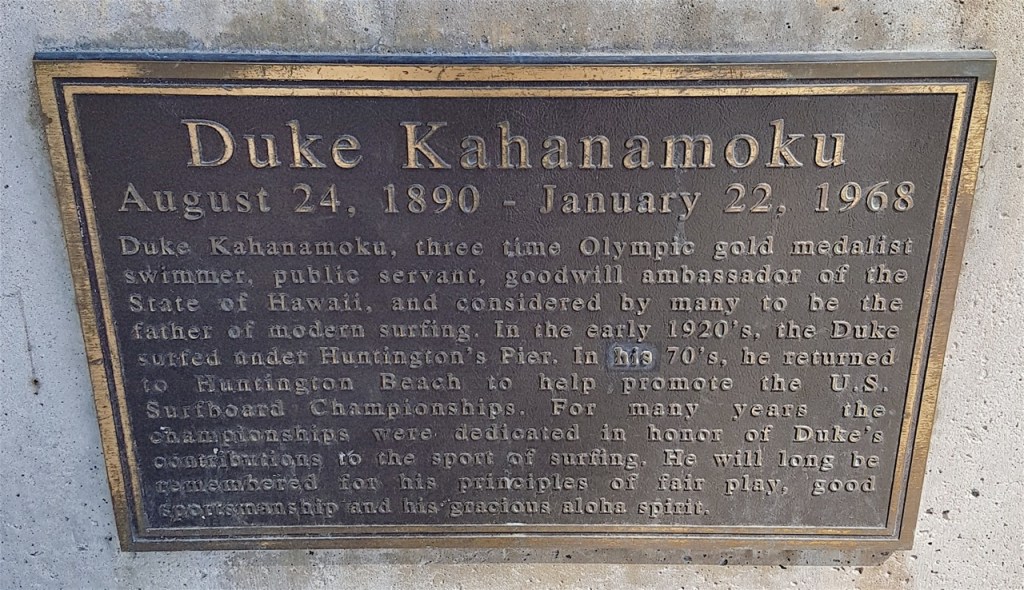 Duke Kahanamoku
August 24, 1890 - January 22, 1968
Duke Kahanamoku, three time Olympic gold medalist
swimmer, public servant, goodwill ambassador of the
State of Hawaii, and considered by many to be the
father of modern surfing. In the early 1920's, the Duke
surfed under Huntington's Pier. In his 70's, he returned
to Huntington Beach to help promote the U.S.
Surfboard Championships. For many years the
championships were dedicated in honor of Duke's
contributions to the sport of surfing. He will long be
remembered for his principles of fair play, good
sportsmanship and his gracious aloha spirit.